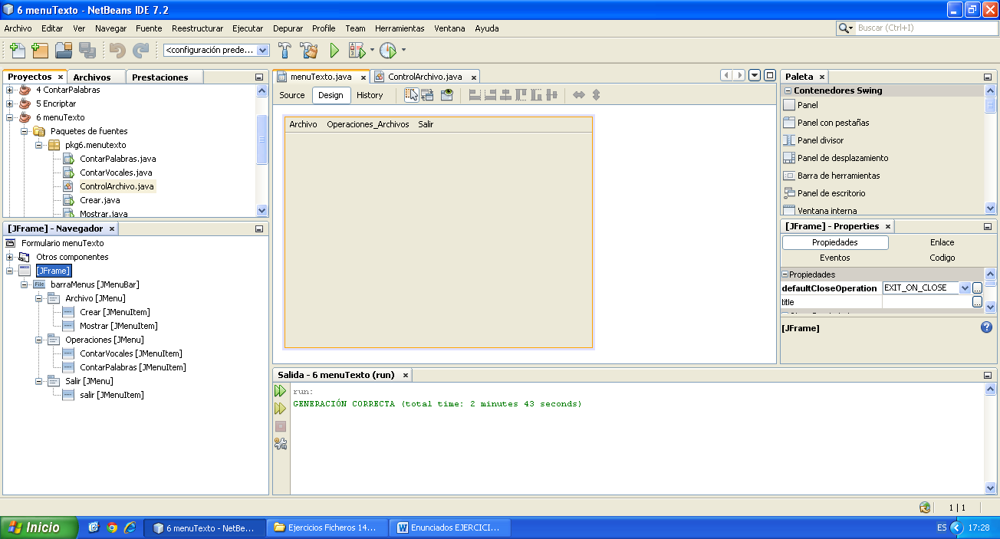 6 menuTexto - NetBeans IDE 7.2
Archivo Editar Ver Navegar Fuente Reestructurar Ejecutar Depurar Profile Team Herramientas Ventana Ayuda
Buscar (Ctrl+I)
<configuración prede...
Proyectos Archivos Prestaciones
4 ContarPalabras
5 Encriptar
6 menuTexto
Paquetes de fuentes
pkg6.menutexto
ContarPalabras.java
ContarVocales.java
ControlArchivo.java
Crear.java
Mostrar.java
[JFrame] - Navegador
Formulario menuTexto
Otros componentes
[JFrame]
File barraMenus [JMenuBar]
Archivo [JMenu]
Crear [JMenuItem]
Mostrar [JMenuItem]
Operaciones [JMenu]
ContarVocales [JMenuItem]
ContarPalabras [JMenuItem]
Salir [JMenu]
salir [JMenuItem]
menuTexto.java ControlArchivo.java
Source Design History
Archivo Operaciones_Archivos Salir
Salida - 6 menuTexto (run)
run:
GENERACIÓN CORRECTA (total time: 2 minutes 43 seconds)
Paleta
Contenedores Swing
Panel
Panel con pestañas
Panel divisor
Panel de desplazamiento
Barra de herramientas
Panel de escritorio
Ventana interna
[JFrame] - Properties
Propiedades Enlace
Eventos Codigo
Propiedades
defaultCloseOperation EXIT_ON_CLOSE
title
[JFrame]
1 | 1
Inicio 6 menuTexto - NetBe... Ejercicios Ficheros 14... Enunciados EJERCICI... ES 17:28